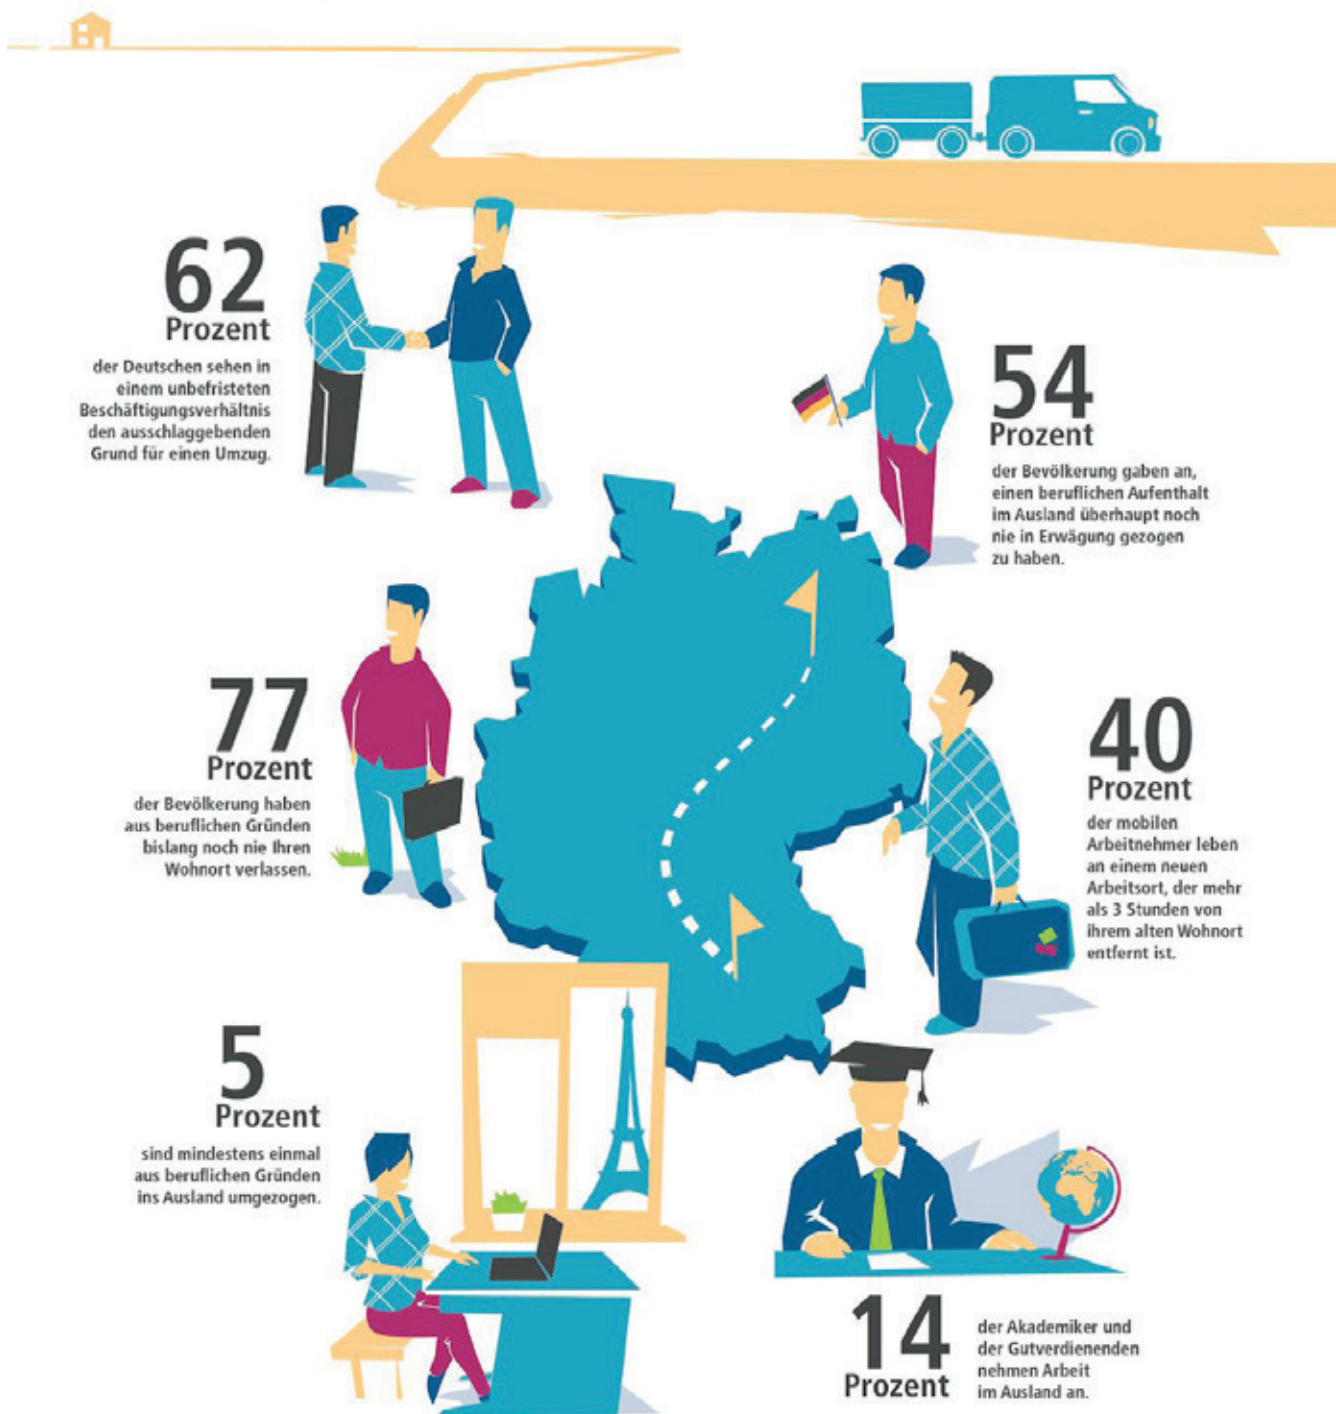 62
Prozent
der Deutschen sehen in
einem unbefristeten
Beschäftigungsverhältnis
den ausschlaggebenden
Grund für einen Umzug.
54
Prozent
der Bevölkerung gaben an,
einen beruflichen Aufenthalt
im Ausland überhaupt noch
nie in Erwägung gezogen
zu haben.
77
Prozent
der Bevölkerung haben
aus beruflichen Gründen
bislang noch nie Ihren
Wohnort verlassen.
40
Prozent
der mobilen
Arbeitnehmer leben
an einem neuen
Arbeitsort, der mehr
als 3 Stunden von
ihrem alten Wohnort
entfernt ist.
5
Prozent
sind mindestens einmal
aus beruflichen Gründen
ins Ausland umgezogen.
14
Prozent
der Akademiker und
der Gutverdienenden
nehmen Arbeit
im Ausland an.